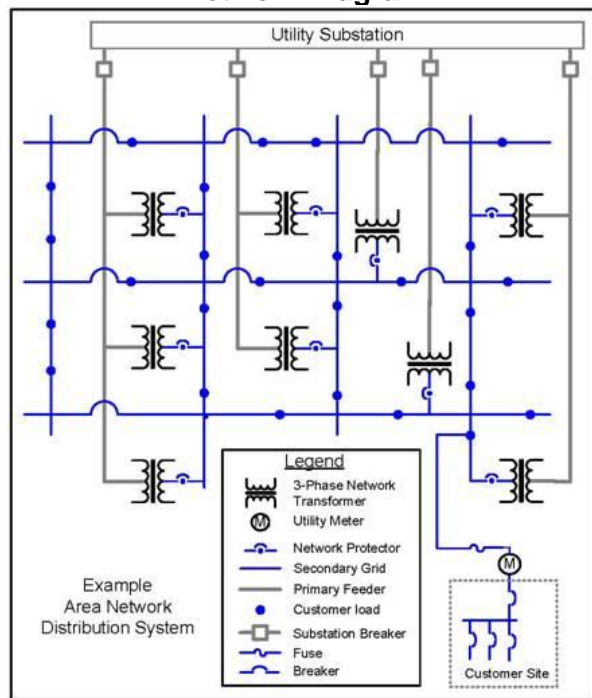 Utility Substation
Legend
3-Phase Network
Transformer
M Utility Meter
Network Protector
Secondary Grid
Primary Feeder
Customer load
Substation Breaker
Fuse
Breaker
Example
Area Network
Distribution System
M
Customer Site